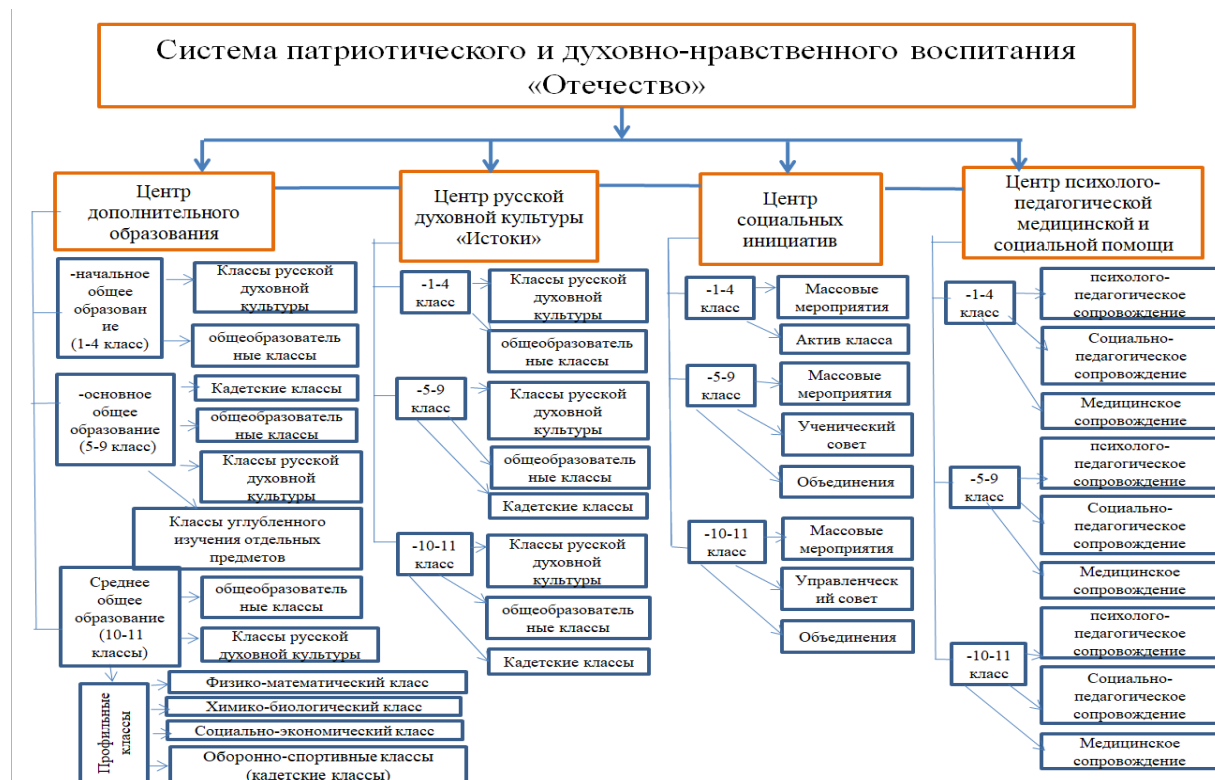 Система патриотического и духовно-нравственного воспитания
«Отечество»
Центр
дополнительного
образования
-начальное
общее
образован
ие
(1-4 класс)
Классы русской
духовной
культуры
общеобразователь
ные классы
-основное
общее
образование
(5-9 класс)
Кадетские классы
общеобразователь
ные классы
Классы русской
духовной
культуры
Классы углубленного
изучения отдельных
предметов
Среднее
общее
образование
(10-11
классы)
общеобразователь
ные классы
Классы русской
духовной культуры
Профильные
классы
Физико-математический класс
Химико-биологический класс
Социально-экономический класс
Оборонно-спортивные классы
(кадетские классы)
Центр русской
духовной культуры
«Истоки»
-1-4
класс
Классы русской
духовной
культуры
общеобразователь
ные классы
-5-9
класс
Классы русской
духовной
культуры
общеобразователь
ные классы
Кадетские классы
-10-11
класс
Классы русской
духовной
культуры
общеобразователь
ные классы
Кадетские классы
Центр
социальных
инициатив
-1-4
класс
Массовые
мероприятия
Актив класса
-5-9
класс
Массовые
мероприятия
Ученический
совет
Объединения
-10-11
класс
Массовые
мероприятия
Управленческ
ий совет
Объединения
Центр психолого-
педагогической
медицинской и
социальной помощи
-1-4
класс
психолого-
педагогическое
сопровождение
Социально-
педагогическое
сопровождение
Медицинское
сопровождение
-5-9
класс
психолого-
педагогическое
сопровождение
Социально-
педагогическое
сопровождение
Медицинское
сопровождение
-10-11
класс
психолого-
педагогическое
сопровождение
Социально-
педагогическое
сопровождение
Медицинское
сопровождение